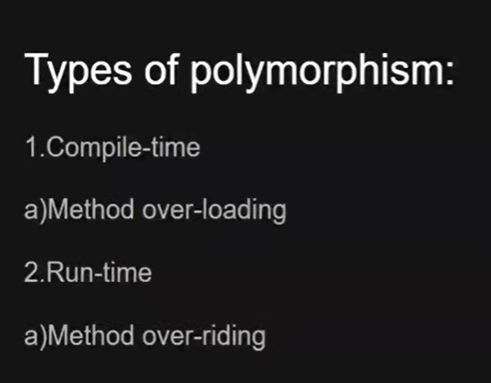 Types of polymorphism:
1.Compile-time
a)Method over-loading
2.Run-time
a)Method over-riding